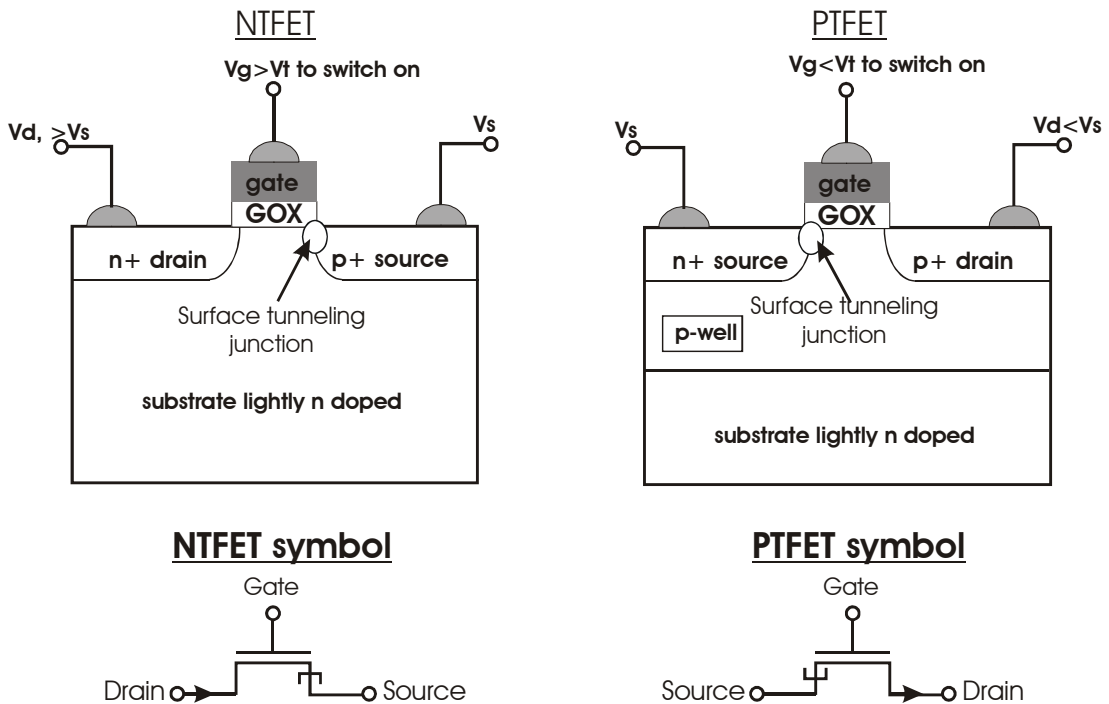 NTFET
Vg>Vt to switch on
Vd, >Vs
Vs
gate
GOX
n+ drain
p+ source
Surface tunneling
junction
substrate lightly n doped
PTFET
Vg<Vt to switch on
Vs
Vd<Vs
gate
GOX
n+ source
p+ drain
Surface tunneling
junction
p-well
substrate lightly n doped
NTFET symbol
Gate
Drain
Source
PTFET symbol
Gate
Source
Drain